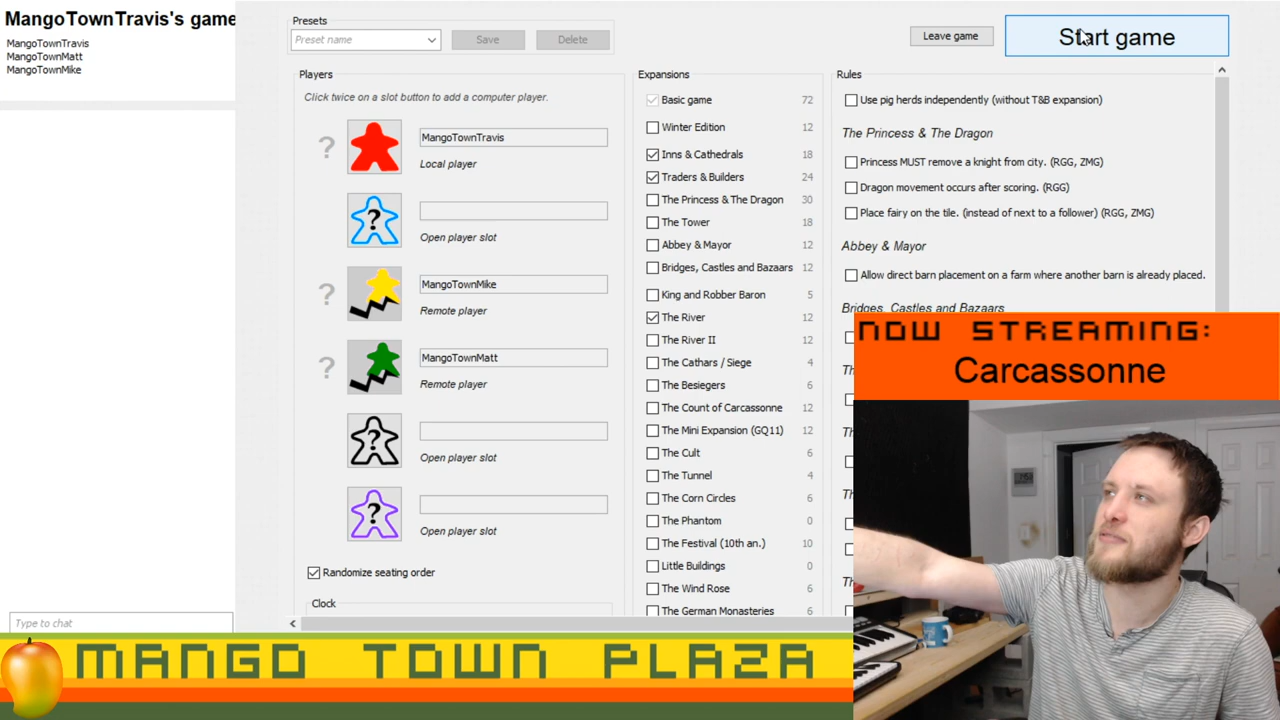 MangoTownTravis's game
MangoTownTravis
MangoTownMatt
MangoTownMike
Type to chat
Presets
Preset name
Save
Delete
Leave game
Start game
Players
Click twice on a slot button to add a computer player.
?
MangoTownTravis
Local player
?
Open player slot
?
MangoTownMike
Remote player
?
MangoTownMatt
Remote player
?
Open player slot
?
Open player slot
Randomize seating order
Clock
Expansions
Basic game 72
Winter Edition 12
Inns & Cathedrals 18
Traders & Builders 24
The Princess & The Dragon 30
The Tower 18
Abbey & Mayor 12
Bridges, Castles and Bazaars 12
King and Robber Baron 5
The River 12
The River II 12
The Cathars / Siege 4
The Besiegers 6
The Count of Carcassonne 12
The Mini Expansion (GQ11) 12
The Cult 6
The Tunnel 4
The Corn Circles 6
The Phantom 0
The Festival (10th an.) 10
Little Buildings 0
The Wind Rose 6
The German Monasteries 6
Rules
Use pig herds independently (without T&B expansion)
The Princess & The Dragon
Princess MUST remove a knight from city. (RGG, ZMG)
Dragon movement occurs after scoring. (RGG)
Place fairy on the tile. (instead of next to a follower) (RGG, ZMG)
Abbey & Mayor
Allow direct barn placement on a farm where another barn is already placed.
Bridges, Castles and Bazaars
NOW STREAMING:
Carcassonne
MANGO TOWN PLAZA